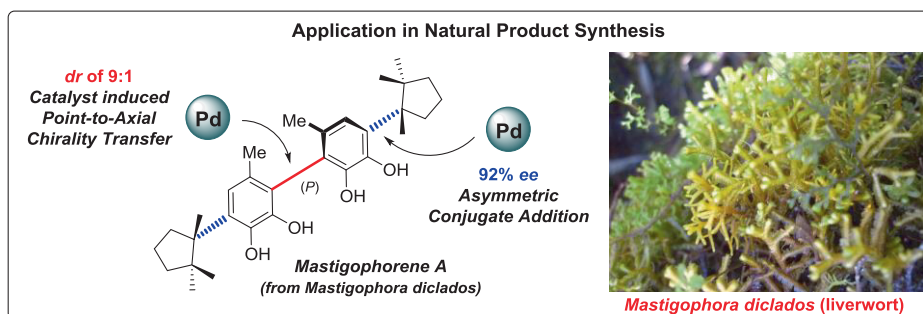 Application in Natural Product Synthesis
dr of 9:1
Catalyst induced
Point-to-Axial
Chirality Transfer
Pd
Me
Me
OH
OH
(P)
OH
OH
Pd
92% ee
Asymmetric
Conjugate Addition
Mastigophorene A
(from Mastigophora diclados)
Mastigophora diclados (liverwort)